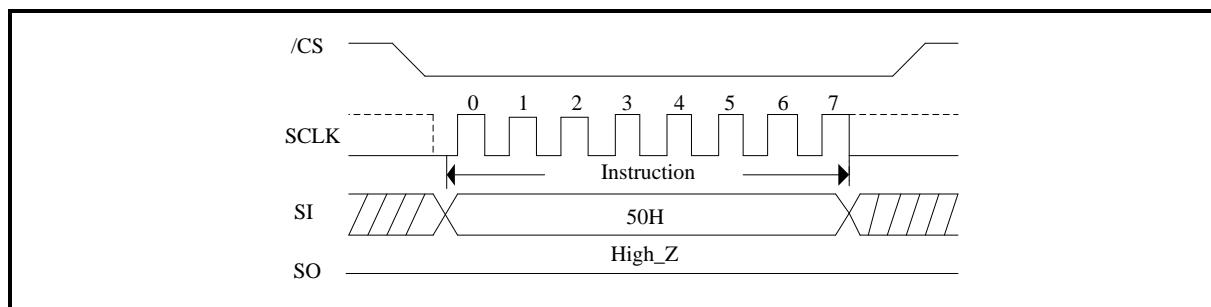 /CS
0 1 2 3 4 5 6 7
SCLK
Instruction
SI
50H
High_Z
SO